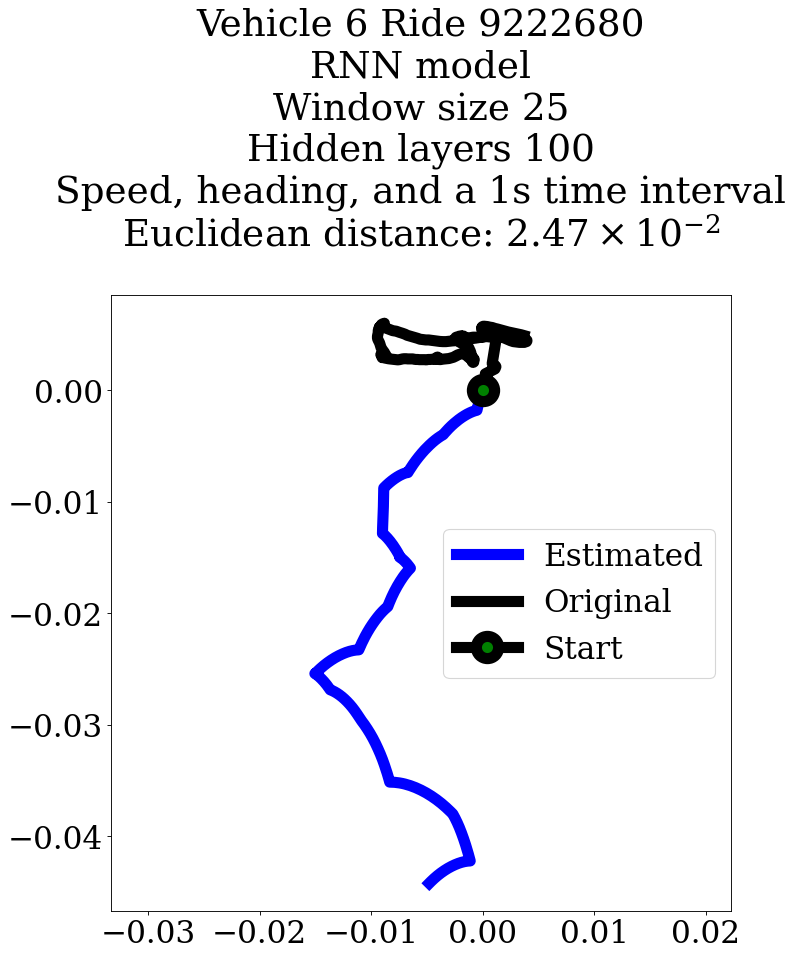 Vehicle 6 Ride 9222680
RNN model
Window size 25
Hidden layers 100
Speed, heading, and a 1s time interval
Euclidean distance: 2.47 × 10⁻²
0.00
−0.01
−0.02
−0.03
−0.04
Estimated
Original
Start
−0.03 −0.02 −0.01 0.00 0.01 0.02